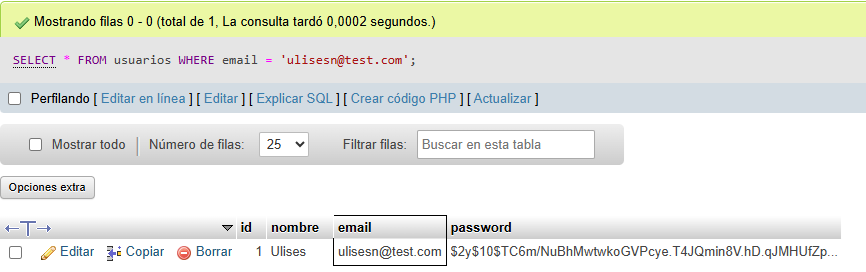 Mostrando filas 0 - 0 (total de 1, La consulta tardó 0,0002 segundos.)
SELECT * FROM usuarios WHERE email = 'ulisesn@test.com';
Perfilando [ Editar en línea ] [ Editar ] [ Explicar SQL ] [ Crear código PHP ] [ Actualizar ]
Mostrar todo Número de filas: 25 Filtrar filas: Buscar en esta tabla
Opciones extra
id nombre email password
Editar Copiar Borrar 1 Ulises ulisesn@test.com $2y$10$TC6m/NuBhMwtwkoGVPcye.T4JQmin8V.hD.qJMHUfZp...